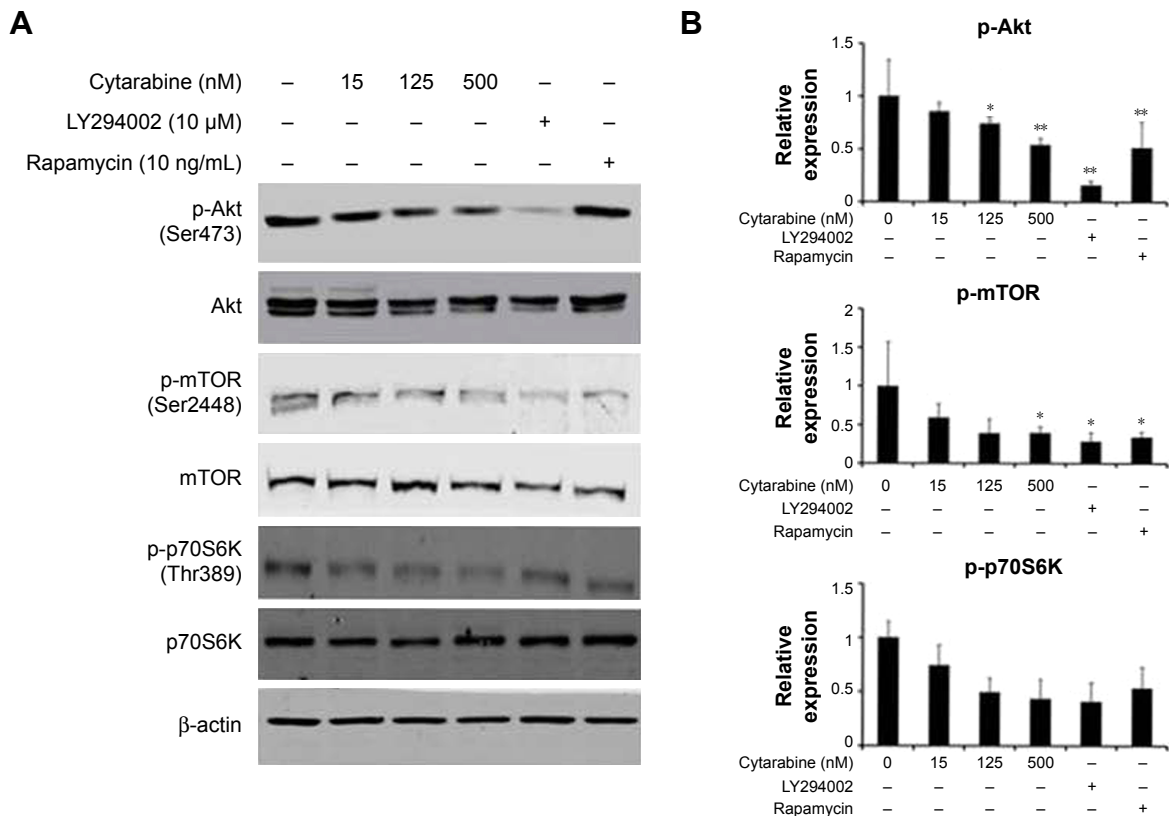 A
Cytarabine (nM) – 15 125 500 – –
LY294002 (10 µM) – – – – + –
Rapamycin (10 ng/mL) – – – – – +
p-Akt
(Ser473)
Akt
p-mTOR
(Ser2448)
mTOR
p-p70S6K
(Thr389)
p70S6K
β-actin
B
p-Akt
Relative
expression
1.5
1
0.5
0
* ** ** **
Cytarabine (nM) 0 15 125 500 – –
LY294002 – – – – + –
Rapamycin – – – – – +
p-mTOR
Relative
expression
2
1.5
1
0.5
0
* * *
Cytarabine (nM) 0 15 125 500 – –
LY294002 – – – – + –
Rapamycin – – – – – +
p-p70S6K
Relative
expression
1.5
1
0.5
0
Cytarabine (nM) 0 15 125 500 – –
LY294002 – – – – + –
Rapamycin – – – – – +